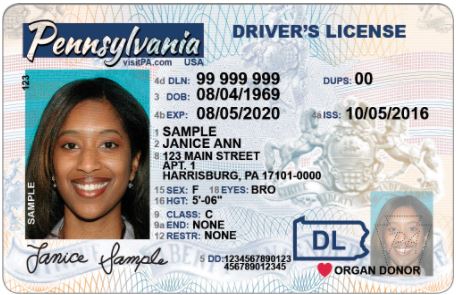 Pennsylvania
visitPA.com USA
DRIVER'S LICENSE
4d DLN: 99 999 999 DUPS: 00
3 DOB: 08/04/1969
4b EXP: 08/05/2020 4a ISS: 10/05/2016
1 SAMPLE
2 JANICE ANN
8 123 MAIN STREET
APT. 1
HARRISBURG, PA 17101-0000
15 SEX: F 18 EYES: BRO
16 HGT: 5'-06"
9 CLASS: C
9a END: NONE
12 RESTR: NONE
5 DD: 1234567890123
456789012345
DL
ORGAN DONOR
123
SAMPLE
Janice Sample